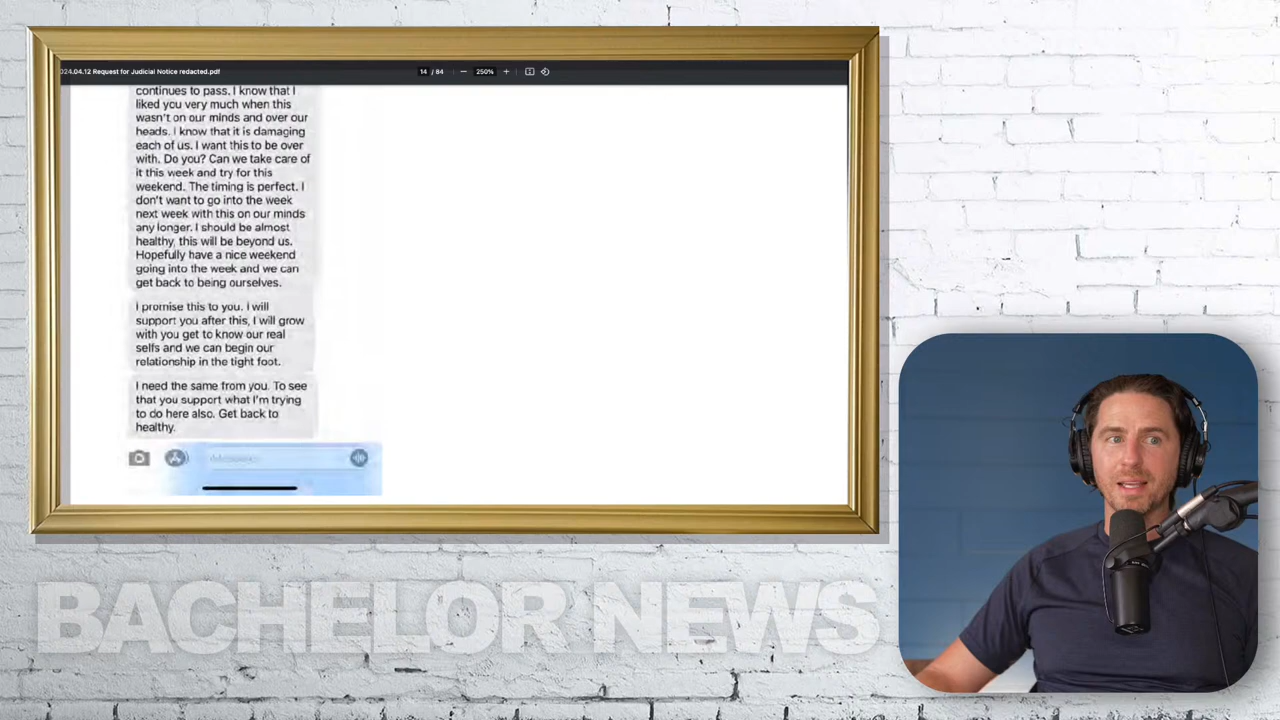 024.04.12 Request for Judicial Notice redacted.pdf
14 / 84
250%
continues to pass. I know that I
liked you very much when this
wasn't on our minds and over our
heads. I know that it is damaging
each of us. I want this to be over
with. Do you? Can we take care of
it this week and try for this
weekend. The timing is perfect. I
don't want to go into the week
next week with this on our minds
any longer. I should be almost
healthy, this will be beyond us.
Hopefully have a nice weekend
going into the week and we can
get back to being ourselves.
I promise this to you. I will
support you after this, I will grow
with you get to know our real
selfs and we can begin our
relationship in the tight foot.
I need the same from you. To see
that you support what I'm trying
to do here also. Get back to
healthy.
BACHELOR NEWS